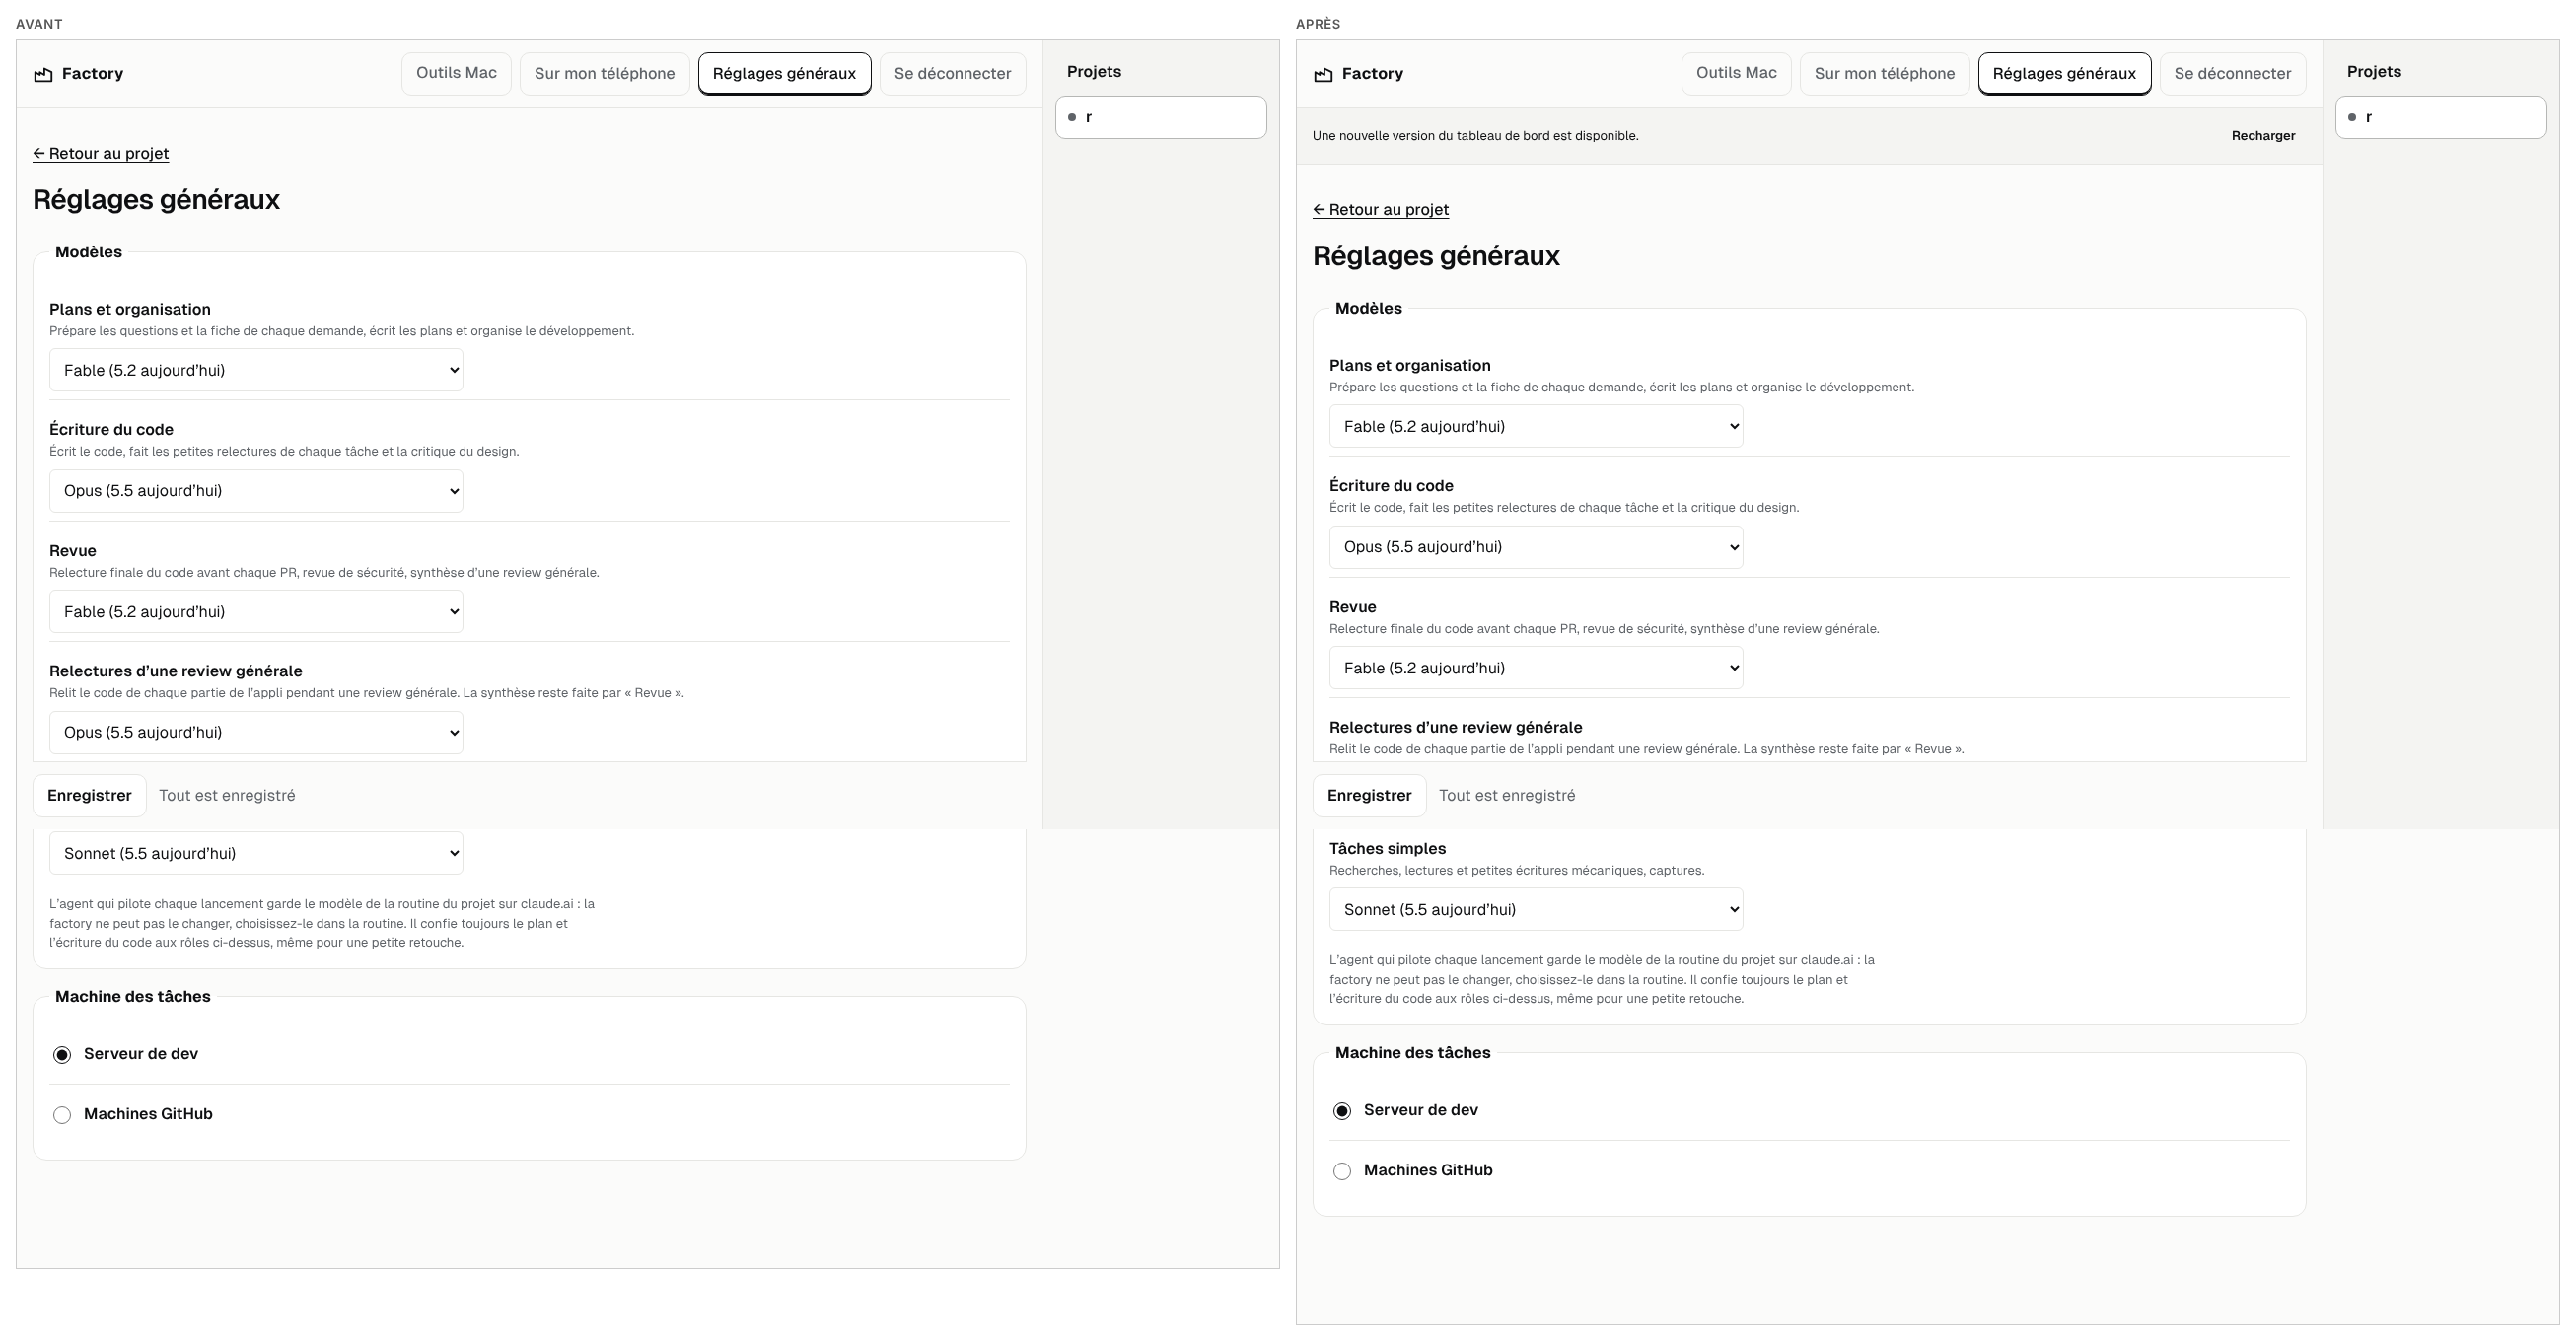 AVANT
Factory
Outils Mac
Sur mon téléphone
Réglages généraux
Se déconnecter
Projets
r
← Retour au projet
Réglages généraux
Modèles
Plans et organisation
Prépare les questions et la fiche de chaque demande, écrit les plans et organise le développement.
Fable (5.2 aujourd’hui)
Écriture du code
Écrit le code, fait les petites relectures de chaque tâche et la critique du design.
Opus (5.5 aujourd’hui)
Revue
Relecture finale du code avant chaque PR, revue de sécurité, synthèse d’une review générale.
Fable (5.2 aujourd’hui)
Relectures d’une review générale
Relit le code de chaque partie de l’appli pendant une review générale. La synthèse reste faite par « Revue ».
Opus (5.5 aujourd’hui)
Enregistrer
Tout est enregistré
Sonnet (5.5 aujourd’hui)
L’agent qui pilote chaque lancement garde le modèle de la routine du projet sur claude.ai : la
factory ne peut pas le changer, choisissez-le dans la routine. Il confie toujours le plan et
l’écriture du code aux rôles ci-dessus, même pour une petite retouche.
Machine des tâches
Serveur de dev
Machines GitHub
APRÈS
Factory
Outils Mac
Sur mon téléphone
Réglages généraux
Se déconnecter
Projets
r
Une nouvelle version du tableau de bord est disponible.
Recharger
← Retour au projet
Réglages généraux
Modèles
Plans et organisation
Prépare les questions et la fiche de chaque demande, écrit les plans et organise le développement.
Fable (5.2 aujourd’hui)
Écriture du code
Écrit le code, fait les petites relectures de chaque tâche et la critique du design.
Opus (5.5 aujourd’hui)
Revue
Relecture finale du code avant chaque PR, revue de sécurité, synthèse d’une review générale.
Fable (5.2 aujourd’hui)
Relectures d’une review générale
Relit le code de chaque partie de l’appli pendant une review générale. La synthèse reste faite par « Revue ».
Enregistrer
Tout est enregistré
Tâches simples
Recherches, lectures et petites écritures mécaniques, captures.
Sonnet (5.5 aujourd’hui)
L’agent qui pilote chaque lancement garde le modèle de la routine du projet sur claude.ai : la
factory ne peut pas le changer, choisissez-le dans la routine. Il confie toujours le plan et
l’écriture du code aux rôles ci-dessus, même pour une petite retouche.
Machine des tâches
Serveur de dev
Machines GitHub